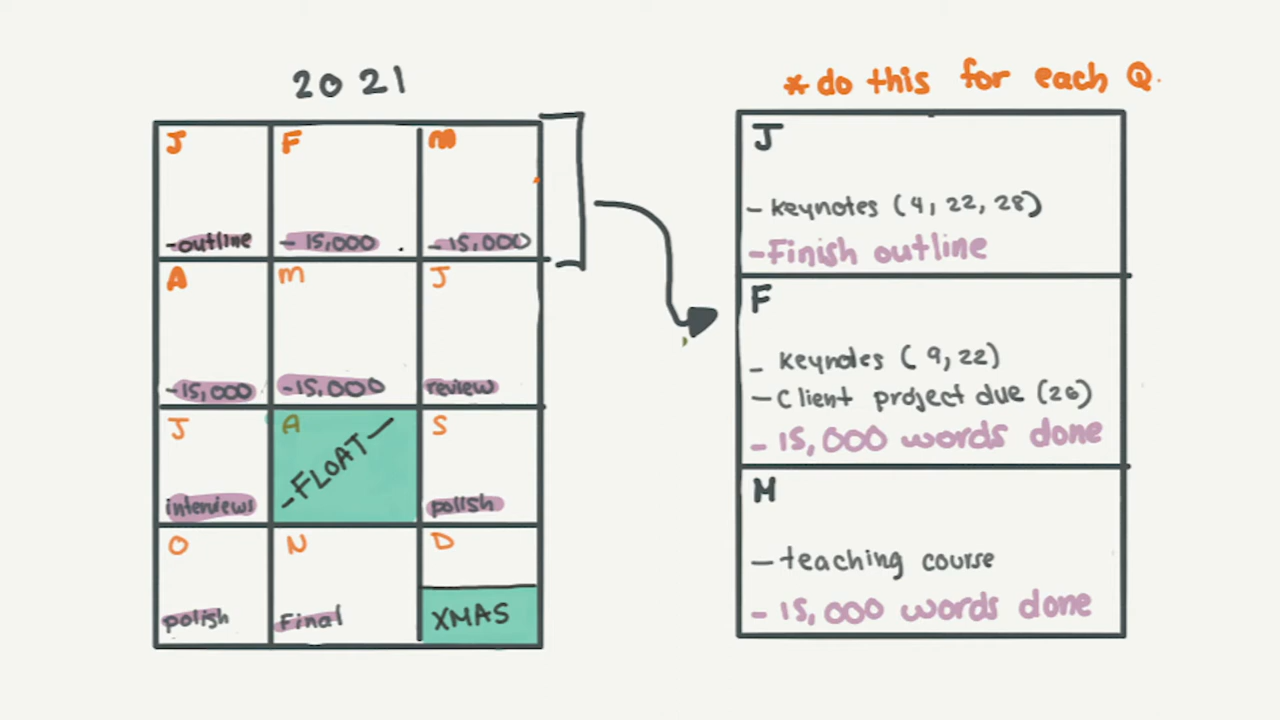 2021
J
F
M
-outline
- 15,000
- 15,000
A
m
J
-15,000
-15,000
review
J
A
S
-FLOAT-
interviews
polish
O
N
D
polish
Final
XMAS
* do this for each Q.
J
- keynotes (4, 22, 28)
- Finish outline
F
- keynotes (9, 22)
- Client project due (26)
- 15,000 words done
M
- teaching course
- 15,000 words done